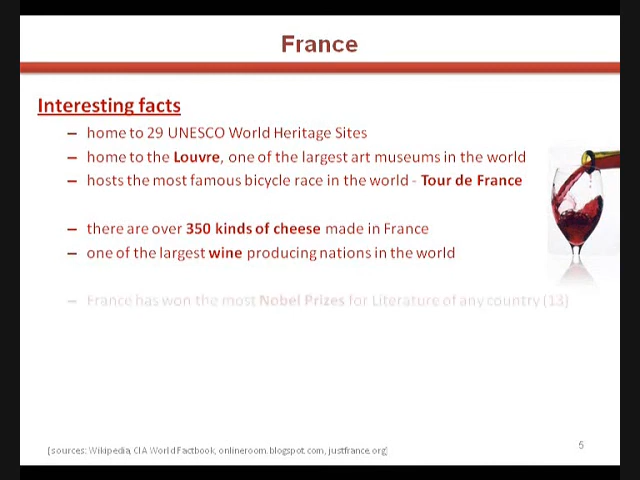 France
Interesting facts
– home to 29 UNESCO World Heritage Sites
– home to the Louvre, one of the largest art museums in the world
– hosts the most famous bicycle race in the world - Tour de France
– there are over 350 kinds of cheese made in France
– one of the largest wine producing nations in the world
– France has won the most Nobel Prizes for Literature of any country (13)
[sources: Wikipedia, CIA World Factbook, onlineroom.blogspot.com, justfrance.org]
5